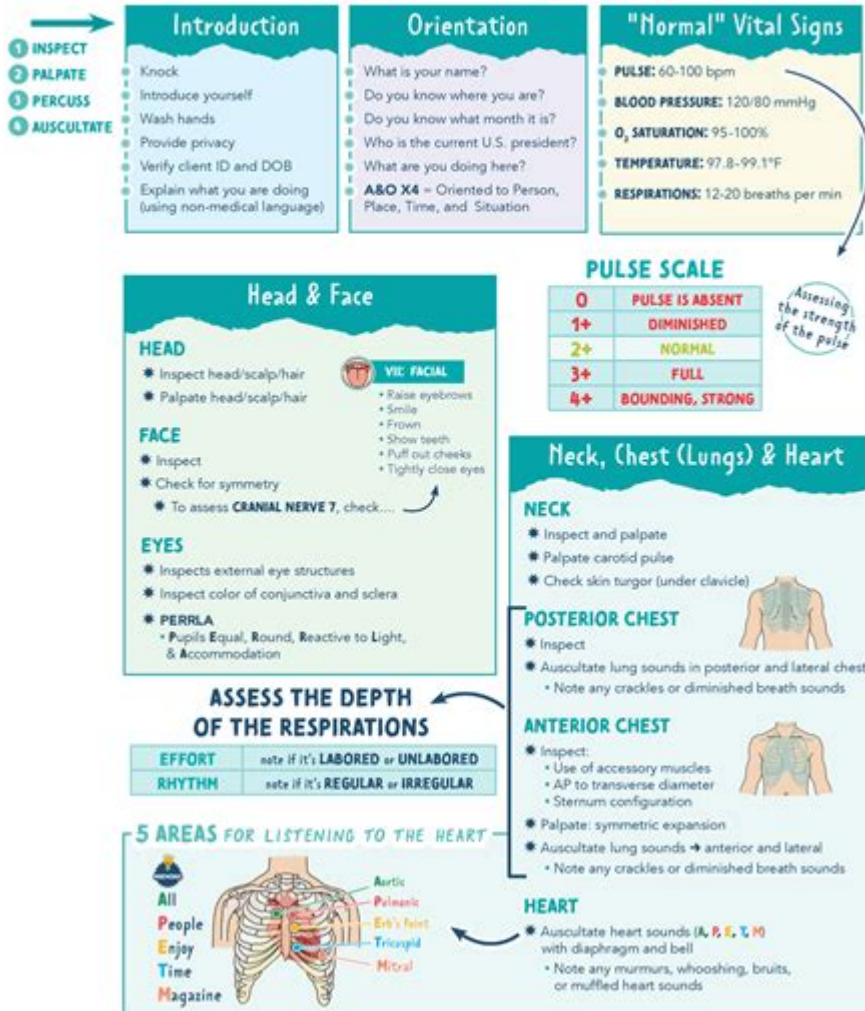 1 INSPECT
2 PALPATE
3 PERCUSS
4 AUSCULTATE
Introduction
Knock
Introduce yourself
Wash hands
Provide privacy
Verify client ID and DOB
Explain what you are doing
(using non-medical language)
Orientation
What is your name?
Do you know where you are?
Do you know what month it is?
Who is the current U.S. president?
What are you doing here?
A&O X4 = Oriented to Person,
Place, Time, and Situation
"Normal" Vital Signs
PULSE: 60-100 bpm
BLOOD PRESSURE: 120/80 mmHg
O₂ SATURATION: 95-100%
TEMPERATURE: 97.8-99.1°F
RESPIRATIONS: 12-20 breaths per min
PULSE SCALE
0 PULSE IS ABSENT
1+ DIMINISHED
2+ NORMAL
3+ FULL
4+ BOUNDING, STRONG
Assessing
the strength
of the pulse
Head & Face
HEAD
Inspect head/scalp/hair
Palpate head/scalp/hair
FACE
Inspect
Check for symmetry
To assess CRANIAL NERVE 7, check....
VII: FACIAL
• Raise eyebrows
• Smile
• Frown
• Show teeth
• Puff out cheeks
• Tightly close eyes
EYES
Inspects external eye structures
Inspect color of conjunctiva and sclera
PERRLA
• Pupils Equal, Round, Reactive to Light,
& Accommodation
ASSESS THE DEPTH
OF THE RESPIRATIONS
EFFORT note if it's LABORED or UNLABORED
RHYTHM note if it's REGULAR or IRREGULAR
Neck, Chest (Lungs) & Heart
NECK
Inspect and palpate
Palpate carotid pulse
Check skin turgor (under clavicle)
POSTERIOR CHEST
Inspect
Auscultate lung sounds in posterior and lateral chest
• Note any crackles or diminished breath sounds
ANTERIOR CHEST
Inspect:
• Use of accessory muscles
• AP to transverse diameter
• Sternum configuration
Palpate: symmetric expansion
Auscultate lung sounds → anterior and lateral
• Note any crackles or diminished breath sounds
HEART
Auscultate heart sounds (A, P, E, T, M)
with diaphragm and bell
• Note any murmurs, whooshing, bruits,
or muffled heart sounds
5 AREAS FOR LISTENING TO THE HEART
All
People
Enjoy
Time
Magazine
Aortic
Pulmonic
Erb's Point
Tricuspid
Mitral